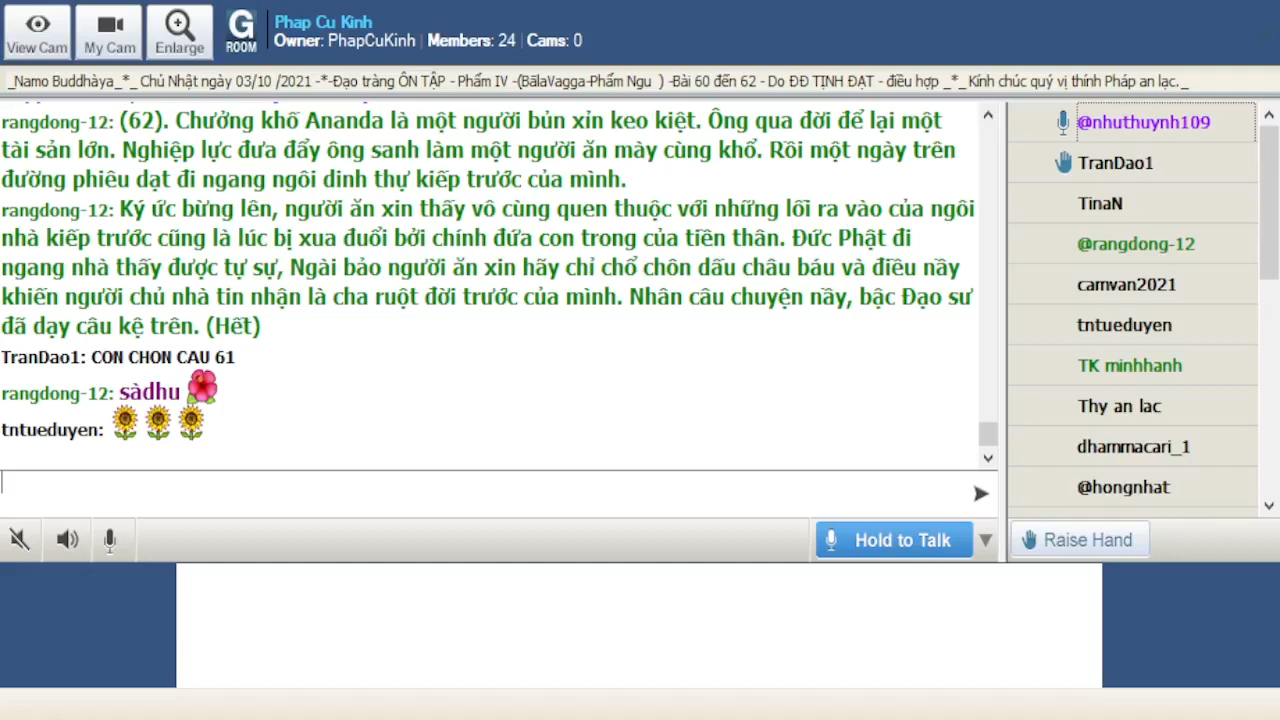 View Cam
My Cam
Enlarge
G
ROOM
Phap Cu Kinh
Owner: PhapCuKinh | Members: 24 | Cams: 0
_Namo Buddhàya_*_ Chủ Nhật ngày 03/10 /2021 -*-Đạo tràng ÔN TẬP - Phẩm IV -(BãlaVagga-Phẩm Ngu ) -Bài 60 đến 62 - Do ĐĐ TỊNH ĐẠT - điều hợp _*_ Kính chúc quý vị thính Pháp an lạc._
rangdong-12: (62). Chưởng khố Ananda là một người bủn xỉn keo kiệt. Ông qua đời để lại một
tài sản lớn. Nghiệp lực đưa đẩy ông sanh làm một người ăn mày cùng khổ. Rồi một ngày trên
đường phiêu dạt đi ngang ngôi dinh thự kiếp trước của mình.
rangdong-12: Ký ức bừng lên, người ăn xin thấy vô cùng quen thuộc với những lối ra vào của ngôi
nhà kiếp trước cũng là lúc bị xua đuổi bởi chính đứa con trong của tiền thân. Đức Phật đi
ngang nhà thấy được tự sự, Ngài bảo người ăn xin hãy chỉ chổ chôn dấu châu báu và điều nầy
khiến người chủ nhà tin nhận là cha ruột đời trước của mình. Nhân câu chuyện nầy, bậc Đạo sư
đã dạy câu kệ trên. (Hết)
TranDao1: CON CHON CAU 61
rangdong-12: sàdhu
tntueduyen:
@nhuthuynh109
TranDao1
TinaN
@rangdong-12
camvan2021
tntueduyen
TK minhhanh
Thy an lac
dhammacari_1
@hongnhat
Hold to Talk
Raise Hand